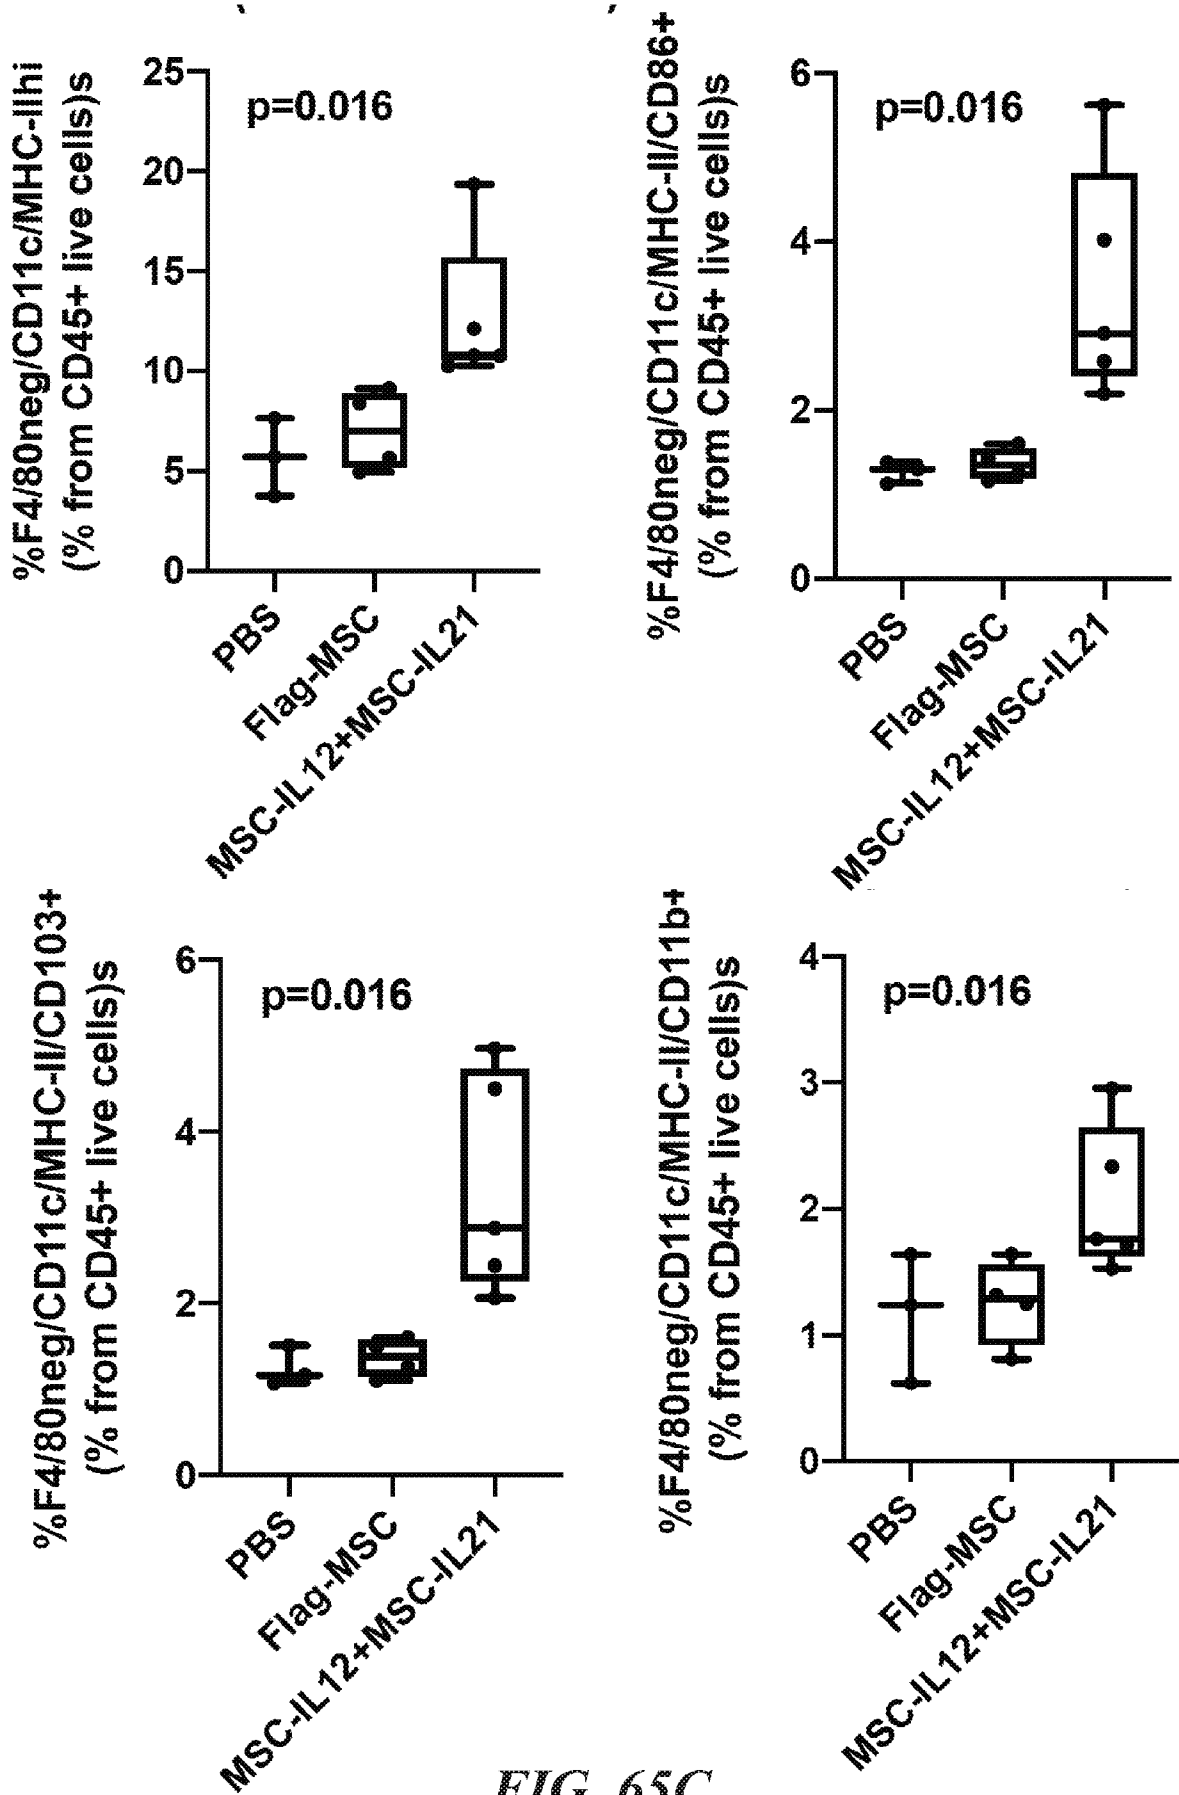 %F4/80neg/CD11c/MHC-IIhi
(% from CD45+ live cells)s
25
20
15
10
5
0
p=0.016
PBS
Flag-MSC
MSC-IL12+MSC-IL21
%F4/80neg/CD11c/MHC-II/CD86+
(% from CD45+ live cells)s
6
4
2
0
p=0.016
PBS
Flag-MSC
MSC-IL12+MSC-IL21
%F4/80neg/CD11c/MHC-II/CD103+
(% from CD45+ live cells)s
6
4
2
0
p=0.016
PBS
Flag-MSC
MSC-IL12+MSC-IL21
%F4/80neg/CD11c/MHC-II/CD11b+
(% from CD45+ live cells)s
4
3
2
1
0
p=0.016
PBS
Flag-MSC
MSC-IL12+MSC-IL21
FIG. 65C